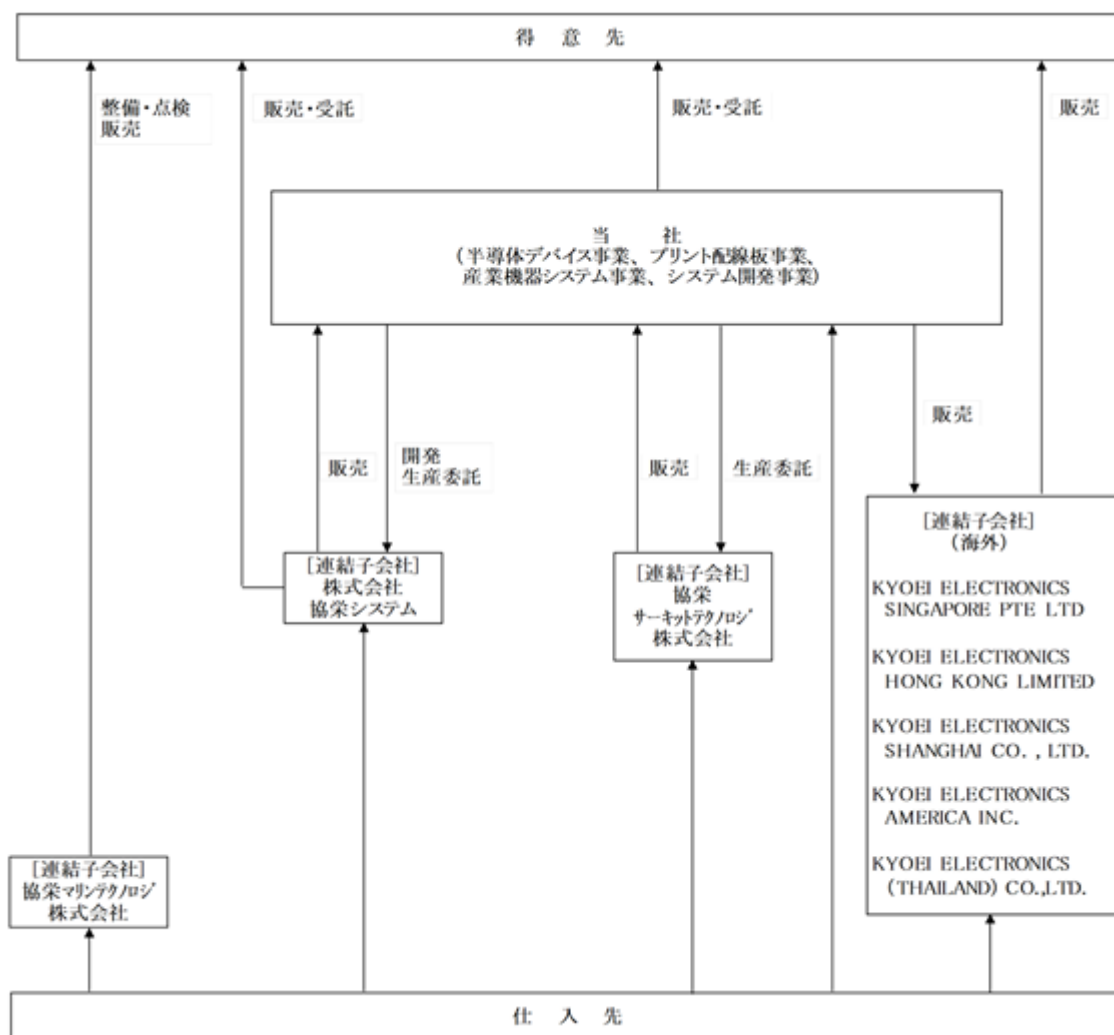 得 意 先
整備・点検
販売
販売・受託
販売・受託
販売
当 社
(半導体デバイス事業、プリント配線板事業、
産業機器システム事業、システム開発事業)
販売
開発
生産委託
販売
生産委託
販売
[連結子会社]
株式会社
協栄システム
[連結子会社]
協栄
サーキットテクノロジ
株式会社
[連結子会社]
(海外)
KYOEI ELECTRONICS
SINGAPORE PTE LTD
KYOEI ELECTRONICS
HONG KONG LIMITED
KYOEI ELECTRONICS
SHANGHAI CO. , LTD.
KYOEI ELECTRONICS
AMERICA INC.
KYOEI ELECTRONICS
(THAILAND) CO.,LTD.
[連結子会社]
協栄マリンテクノロジ
株式会社
仕 入 先